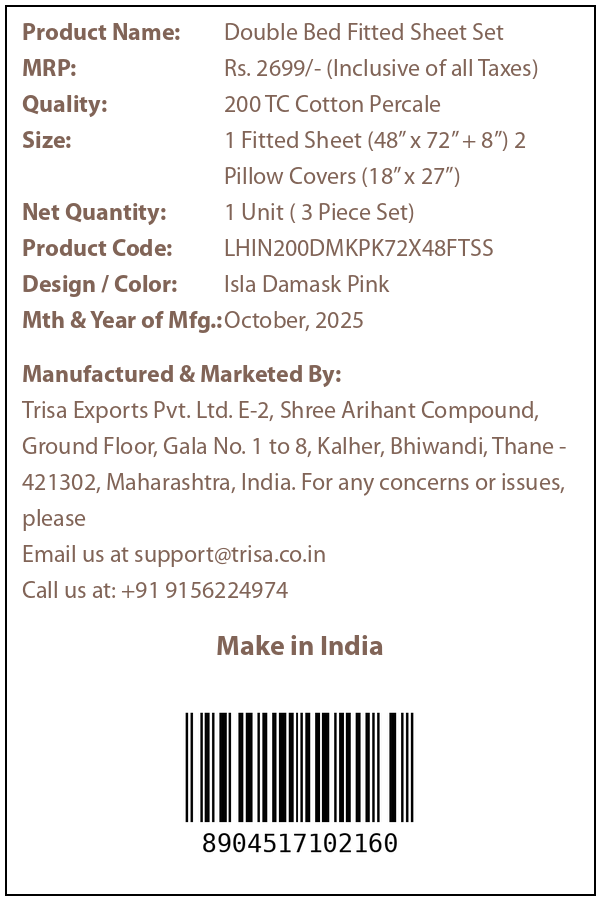 Product Name: Double Bed Fitted Sheet Set
MRP: Rs. 2699/- (Inclusive of all Taxes)
Quality: 200 TC Cotton Percale
Size: 1 Fitted Sheet (48” x 72” + 8”) 2
Pillow Covers (18” x 27”)
Net Quantity: 1 Unit ( 3 Piece Set)
Product Code: LHIN200DMKPK72X48FTSS
Design / Color: Isla Damask Pink
Mth & Year of Mfg.: October, 2025
Manufactured & Marketed By:
Trisa Exports Pvt. Ltd. E-2, Shree Arihant Compound,
Ground Floor, Gala No. 1 to 8, Kalher, Bhiwandi, Thane -
421302, Maharashtra, India. For any concerns or issues,
please
Email us at support@trisa.co.in
Call us at: +91 9156224974
Make in India
8904517102160